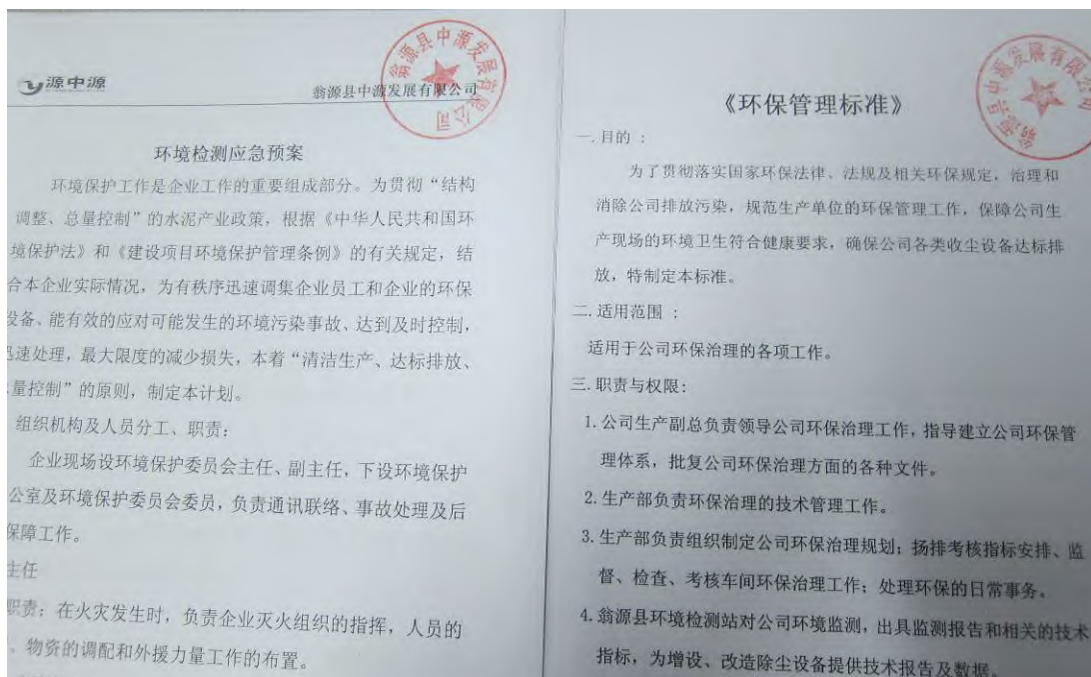 源中源
翁源县中源发展有限公司
翁源县中源发展有限公司
环境检测应急预案
环境保护工作是企业工作的重要组成部分。为贯彻“结构
调整、总量控制”的水泥产业政策，根据《中华人民共和国环
境保护法》和《建设项目环境保护管理条例》的有关规定，结
合本企业实际情况，为有秩序迅速调集企业员工和企业的环保
设备、能有效的应对可能发生的环境污染事故、达到及时控制，
迅速处理，最大限度的减少损失，本着“清洁生产、达标排放、
量控制”的原则，制定本计划。
组织机构及人员分工、职责：
企业现场设环境保护委员会主任、副主任，下设环境保护
公室及环境保护委员会委员，负责通讯联络、事故处理及后
保障工作。
主任
职责：在火灾发生时，负责企业灭火组织的指挥，人员的
、物资的调配和外援力量工作的布置。
翁源县中源发展有限公司
《环保管理标准》
一.目的：
为了贯彻落实国家环保法律、法规及相关环保规定，治理和
消除公司排放污染，规范生产单位的环保管理工作，保障公司生
产现场的环境卫生符合健康要求，确保公司各类收尘设备达标排
放，特制定本标准。
二.适用范围：
适用于公司环保治理的各项工作。
三.职责与权限：
1.公司生产副总负责领导公司环保治理工作，指导建立公司环保管
理体系，批复公司环保治理方面的各种文件。
2.生产部负责环保治理的技术管理工作。
3.生产部负责组织制定公司环保治理规划；扬排考核指标安排、监
督、检查、考核车间环保治理工作；处理环保的日常事务。
4.翁源县环境检测站对公司环境监测，出具监测报告和相关的技术
指标，为增设、改造除尘设备提供技术报告及数据。